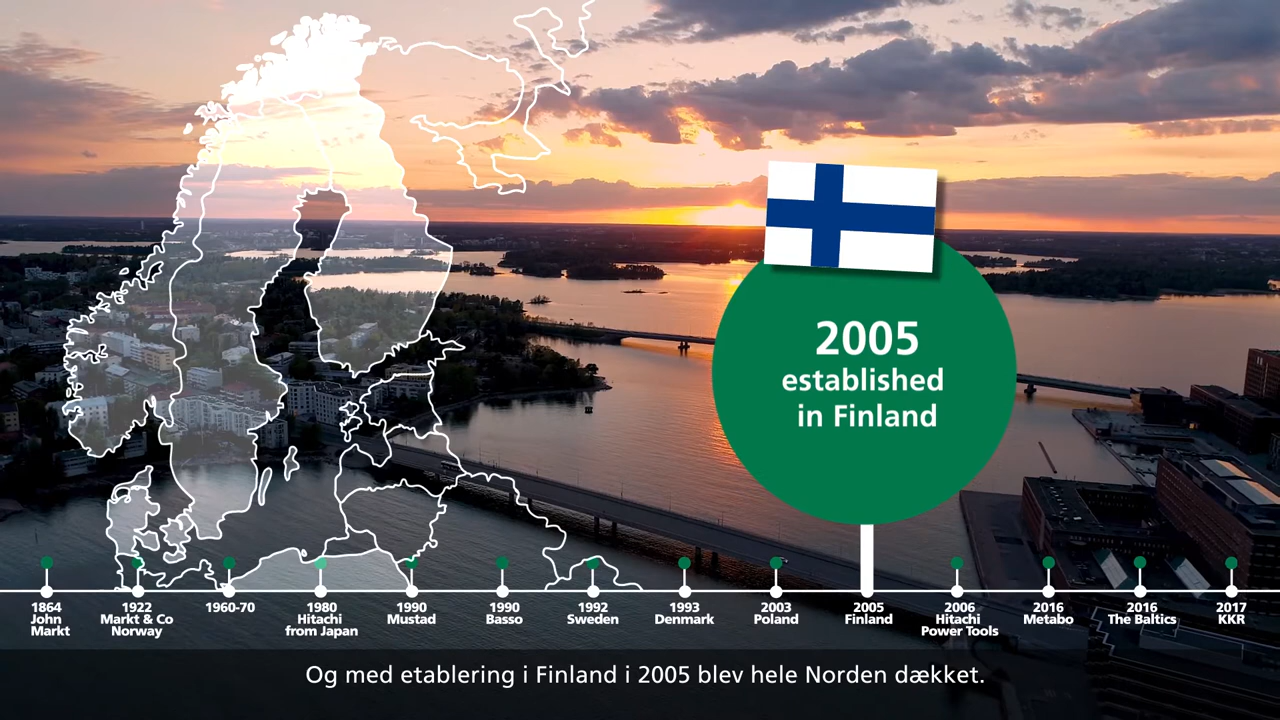 2005
established
in Finland
1864
John
Markt
1922
Markt & Co
Norway
1960-70
1980
Hitachi
from Japan
1990
Mustad
1990
Basso
1992
Sweden
1993
Denmark
2003
Poland
2005
Finland
2006
Hitachi
Power Tools
2016
Metabo
2016
The Baltics
2017
KKR
Og med etablering i Finland i 2005 blev hele Norden dækket.